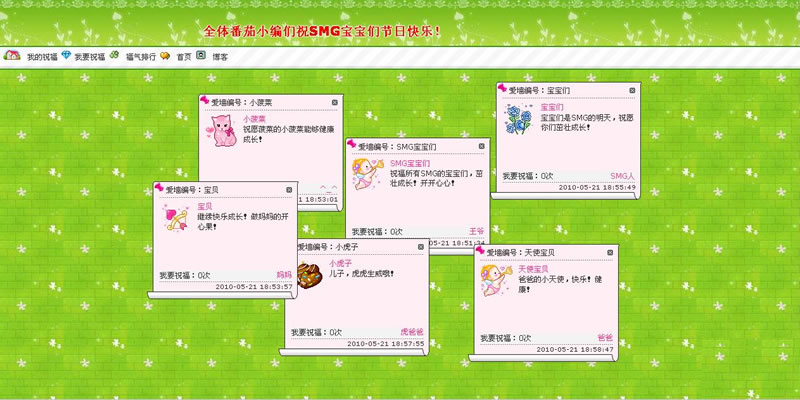 全体番茄小编们祝SMG宝宝们节日快乐！
我的祝福 我要祝福 福气排行 首页 博客
爱墙编号：小菠菜
小菠菜
祝愿菠菜的小菠菜能够健康
成长！
^_^
1 18:53:01
爱墙编号：宝宝们
宝宝们
宝宝们是SMG的明天，祝愿
你们茁壮成长！
我要祝福：0次 SMG人
2010-05-21 18:55:49
爱墙编号：SMG宝宝们
SMG宝宝们
祝福所有SMG的宝宝们，茁
壮成长！开开心心！
我要祝福：0次 王爷
2010-05-21 18:51:34
爱墙编号：宝贝
宝贝
继续快乐成长！做妈妈的开
心果！
我要祝福：0次 妈妈
2010-05-21 18:53:57
爱墙编号：小虎子
小虎子
儿子，虎虎生威哦！
我要祝福：0次 虎爸爸
2010-05-21 18:57:55
爱墙编号：天使宝贝
天使宝贝
爸爸的小天使，快乐！健
康！
我要祝福：0次 爸爸
2010-05-21 18:58:47